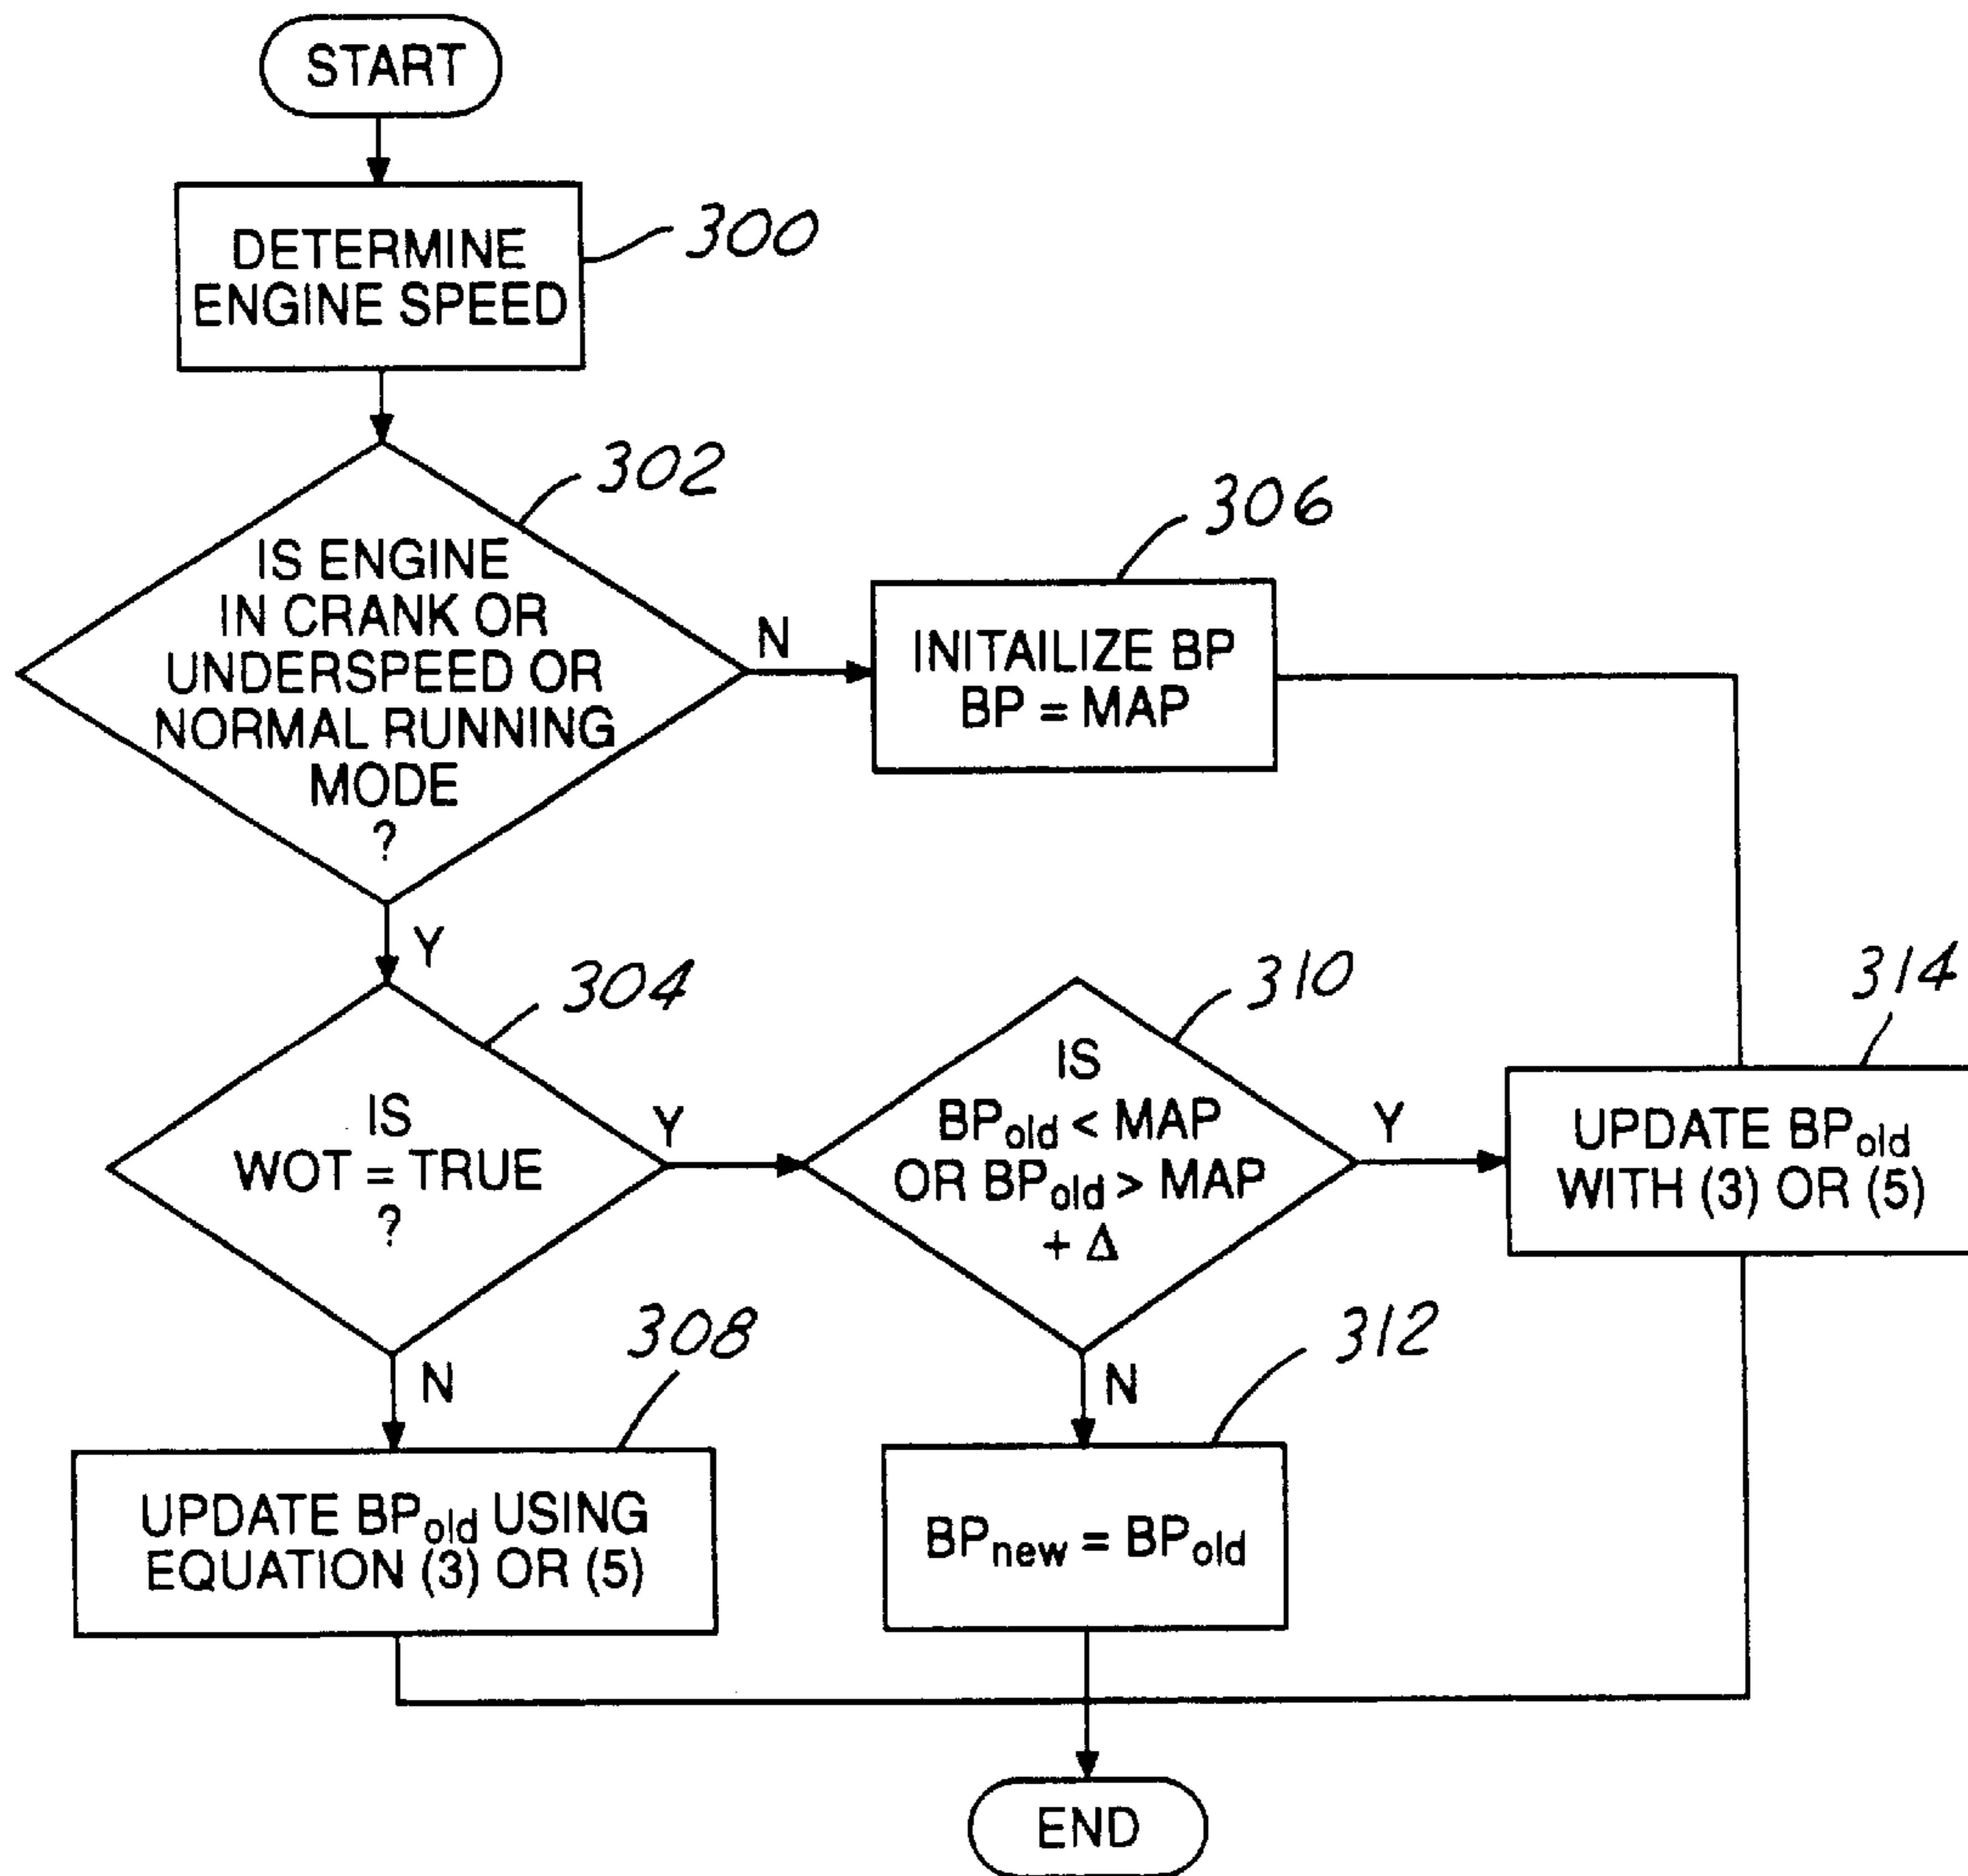 START
DETERMINE
ENGINE SPEED
300
302
IS ENGINE
IN CRANK OR
UNDERSPEED OR
NORMAL RUNNING
MODE
?
N
306
INITAILIZE BP
BP = MAP
Y
304
IS
WOT = TRUE
?
Y
310
IS
BPold < MAP
OR BPold > MAP
+ Δ
Y
314
UPDATE BPold
WITH (3) OR (5)
N
308
UPDATE BPold USING
EQUATION (3) OR (5)
N
312
BPnew = BPold
END